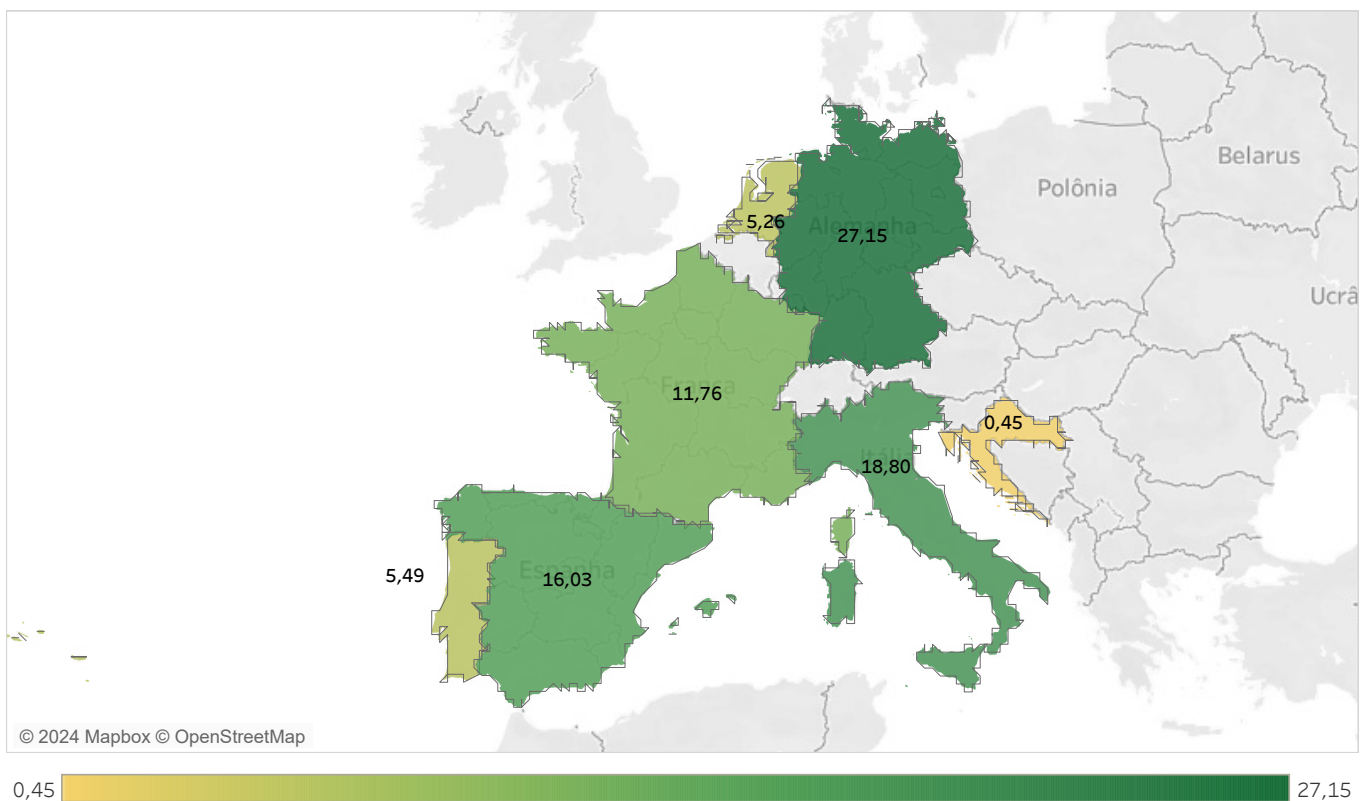 Belarus
Polônia
5,26
Alemanha
27,15
Ucrâ
França
11,76
0,45
Itália
18,80
5,49
Espanha
16,03
© 2024 Mapbox © OpenStreetMap
0,45
27,15